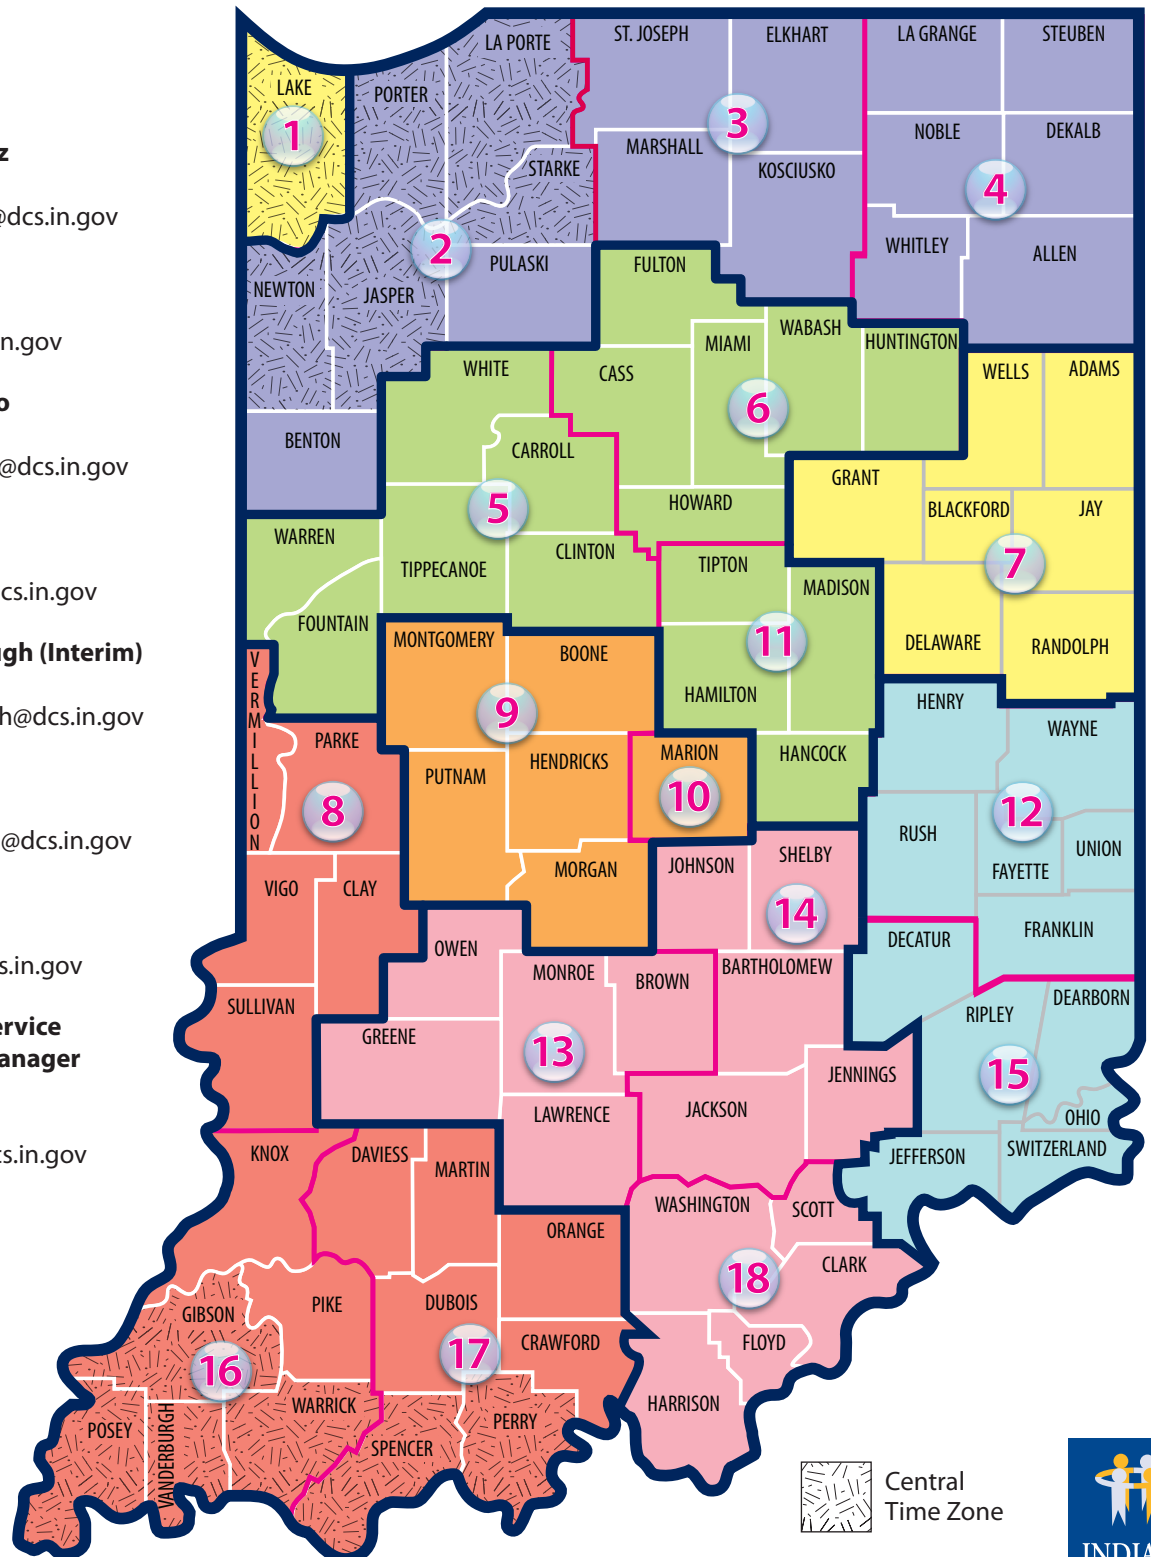 z
@dcs.in.gov
n.gov
o
@dcs.in.gov
cs.in.gov
gh (Interim)
h@dcs.in.gov
@dcs.in.gov
s.in.gov
ervice
anager
cs.in.gov
LAKE
1
PORTER
LA PORTE
ST. JOSEPH
ELKHART
LA GRANGE
STEUBEN
3
NOBLE
DEKALB
MARSHALL
STARKE
KOSCIUSKO
4
2
WHITLEY
ALLEN
PULASKI
FULTON
NEWTON
JASPER
WABASH
MIAMI
HUNTINGTON
WHITE
CASS
WELLS
ADAMS
6
BENTON
CARROLL
GRANT
5
HOWARD
BLACKFORD
JAY
WARREN
CLINTON
TIPPECANOE
TIPTON
7
MADISON
FOUNTAIN
MONTGOMERY
BOONE
11
DELAWARE
RANDOLPH
VERMILLION
HAMILTON
HENRY
9
WAYNE
PARKE
PUTNAM
HENDRICKS
MARION
HANCOCK
8
10
12
RUSH
UNION
JOHNSON
SHELBY
MORGAN
FAYETTE
VIGO
CLAY
14
FRANKLIN
DECATUR
OWEN
MONROE
BROWN
BARTHOLOMEW
DEARBORN
SULLIVAN
RIPLEY
GREENE
13
15
JENNINGS
LAWRENCE
JACKSON
OHIO
KNOX
DAVIESS
MARTIN
JEFFERSON
SWITZERLAND
WASHINGTON
SCOTT
ORANGE
18
CLARK
GIBSON
PIKE
DUBOIS
CRAWFORD
FLOYD
16
17
HARRISON
WARRICK
POSEY
VANDERBURGH
SPENCER
PERRY
Central
Time Zone
INDIA